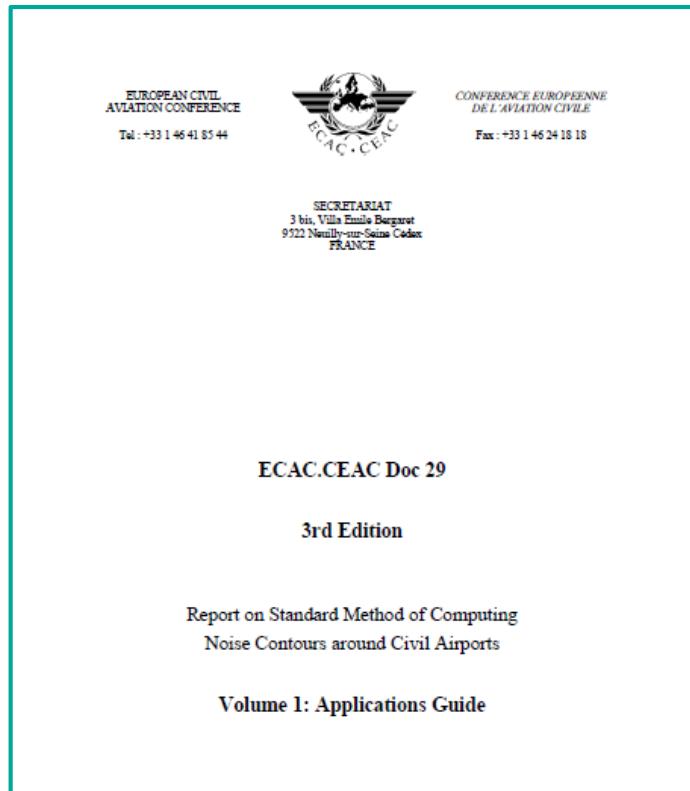 EUROPEAN CIVIL
AVIATION CONFERENCE
Tel : +33 1 46 41 85 44
ECAC · CEAC
CONFERENCE EUROPEENNE
DE L'AVIATION CIVILE
Fax : +33 1 46 24 18 18
SECRETARIAT
3 bis, Villa Emile Bergaret
9522 Neuilly-sur-Seine Cédex
FRANCE
ECAC.CEAC Doc 29
3rd Edition
Report on Standard Method of Computing
Noise Contours around Civil Airports
Volume 1: Applications Guide